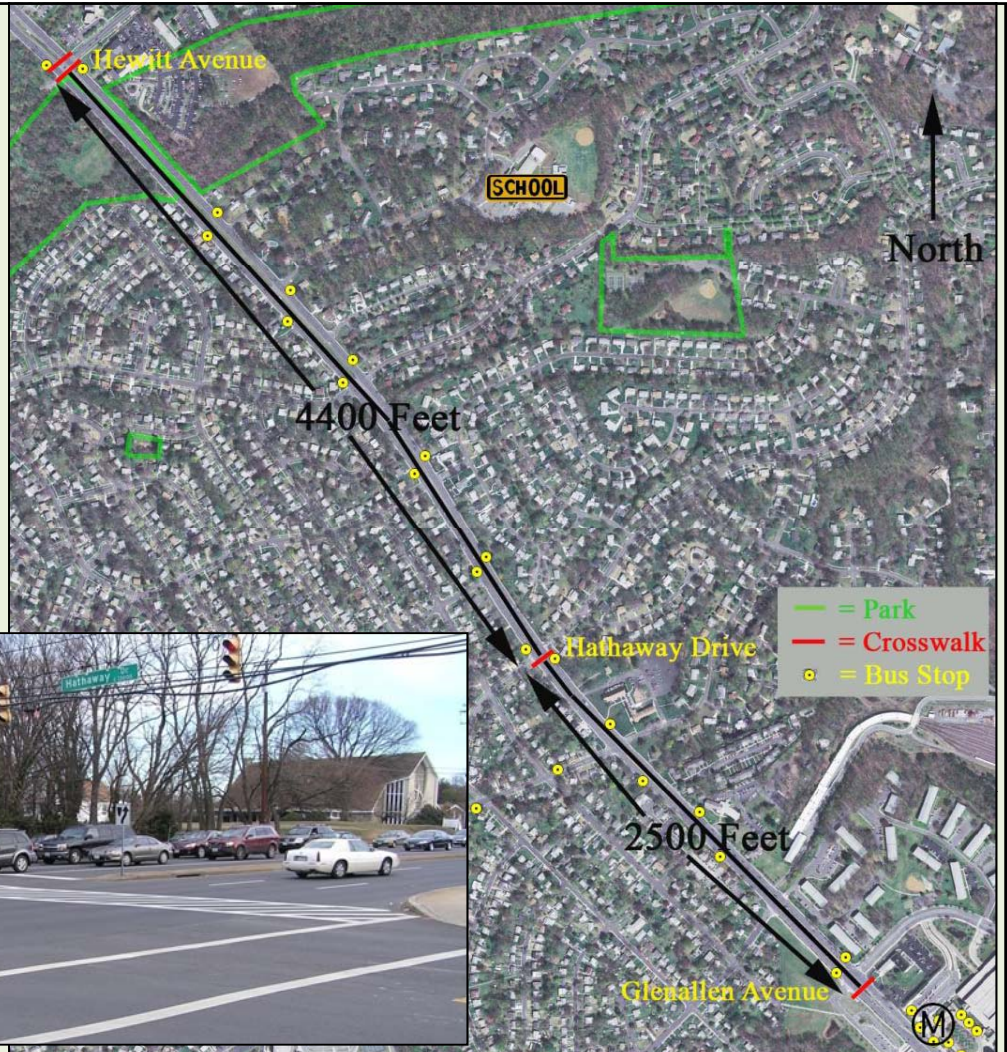 Hewitt Avenue
SCHOOL
North
4400 Feet
= Park
= Crosswalk
= Bus Stop
Hathaway Drive
Hathaway
2500 Feet
Glenallen Avenue
M